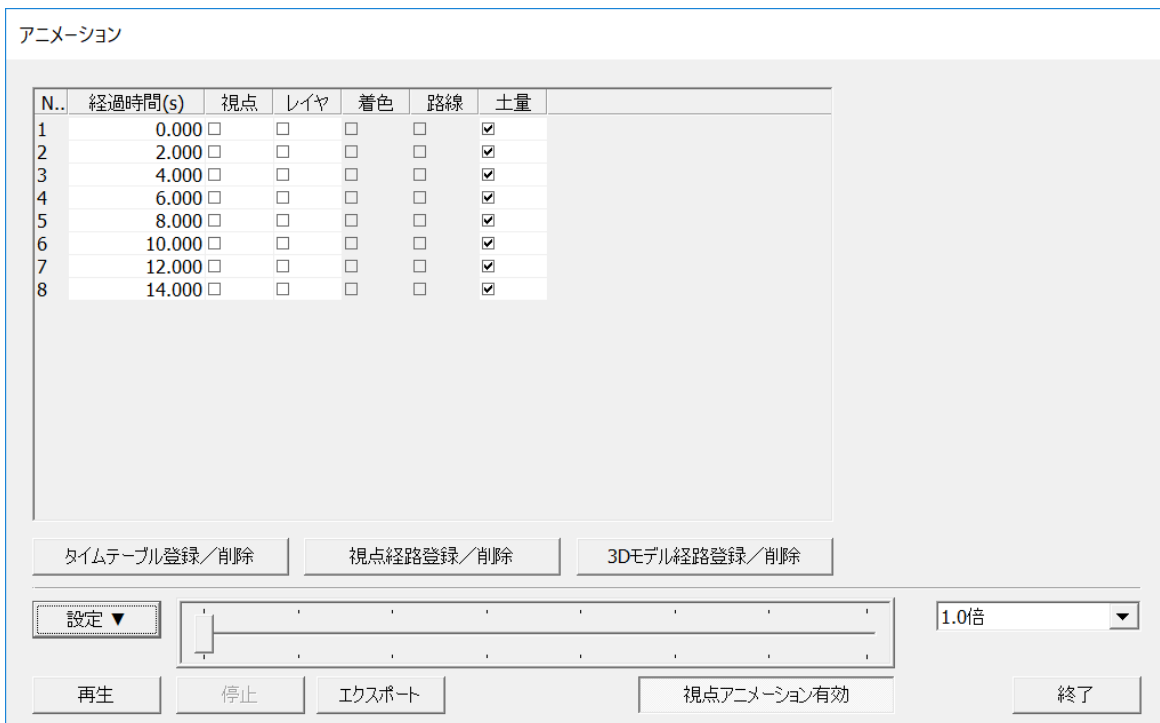 アニメーション
N.. 経過時間(s) 視点 レイヤ 着色 路線 土量
1 0.000
2 2.000
3 4.000
4 6.000
5 8.000
6 10.000
7 12.000
8 14.000
タイムテーブル登録／削除 視点経路登録／削除 3Dモデル経路登録／削除
設定 ▼ 1.0倍
再生 停止 エクスポート 視点アニメーション有効 終了